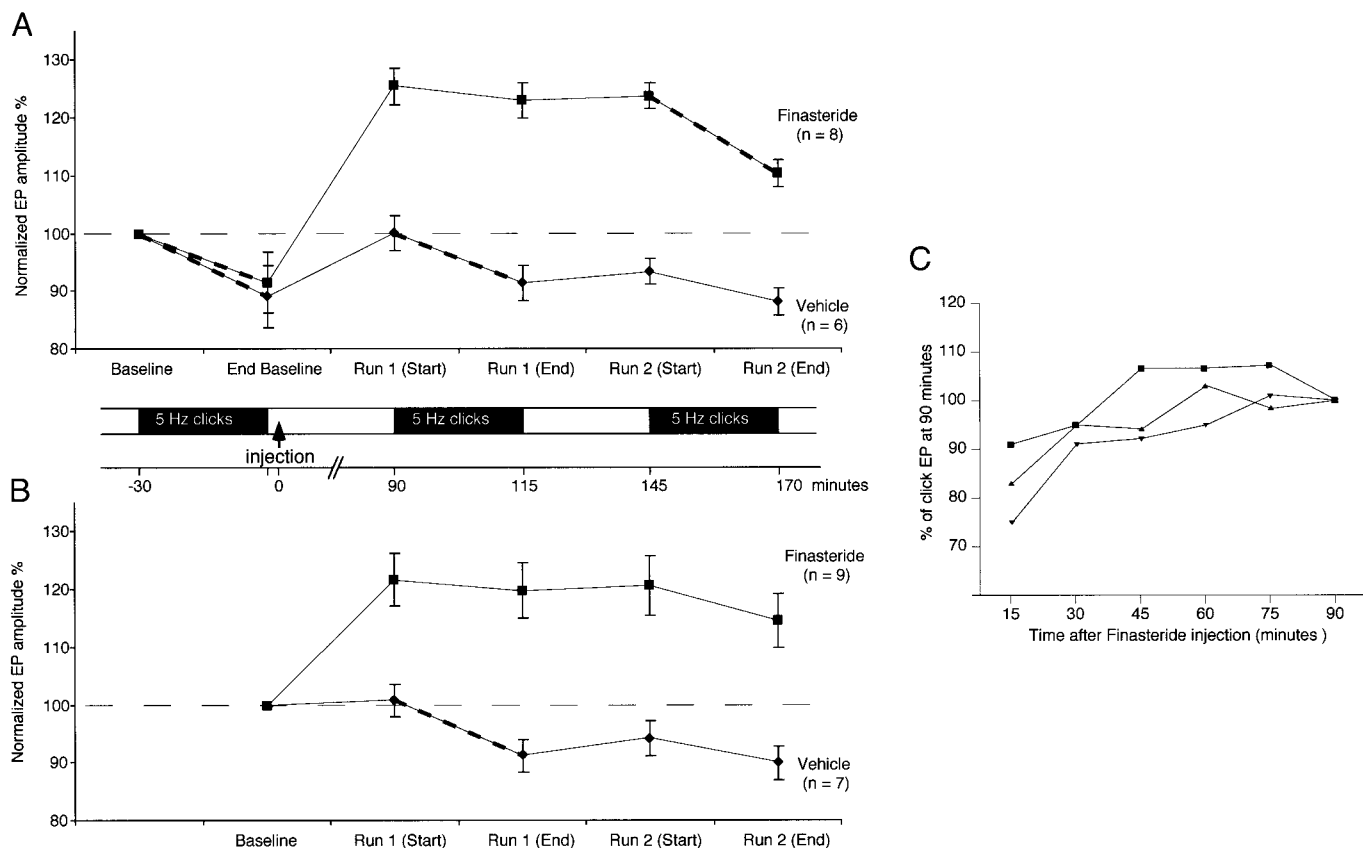 A
Normalized EP amplitude %
130
120
110
100
90
80
Finasteride
(n = 8)
Vehicle
(n = 6)
Baseline
End Baseline
Run 1 (Start)
Run 1 (End)
Run 2 (Start)
Run 2 (End)
5 Hz clicks
5 Hz clicks
5 Hz clicks
injection
-30
0
90
115
145
170 minutes
B
Normalized EP amplitude %
130
120
110
100
90
80
Finasteride
(n = 9)
Vehicle
(n = 7)
Baseline
Run 1 (Start)
Run 1 (End)
Run 2 (Start)
Run 2 (End)
C
% of click EP at 90 minutes
120
110
100
90
80
70
15
30
45
60
75
90
Time after Finasteride injection (minutes )